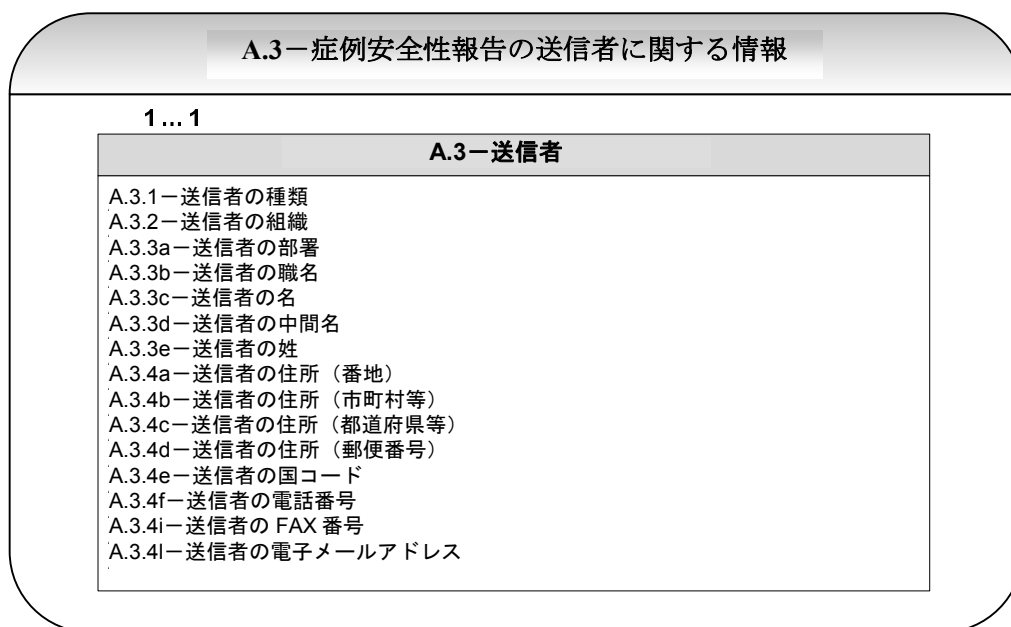 A.3－症例安全性報告の送信者に関する情報
1 … 1
A.3－送信者
A.3.1－送信者の種類
A.3.2－送信者の組織
A.3.3a－送信者の部署
A.3.3b－送信者の職名
A.3.3c－送信者の名
A.3.3d－送信者の中間名
A.3.3e－送信者の姓
A.3.4a－送信者の住所（番地）
A.3.4b－送信者の住所（市町村等）
A.3.4c－送信者の住所（都道府県等）
A.3.4d－送信者の住所（郵便番号）
A.3.4e－送信者の国コード
A.3.4f－送信者の電話番号
A.3.4i－送信者の FAX 番号
A.3.4l－送信者の電子メールアドレス